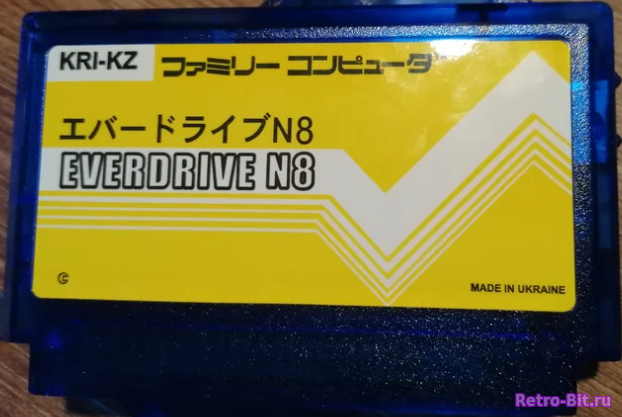 KRI-KZ ファミリー コンピュータ
エバードライブN8
EVERDRIVE N8
MADE IN UKRAINE
Retro-Bit.ru